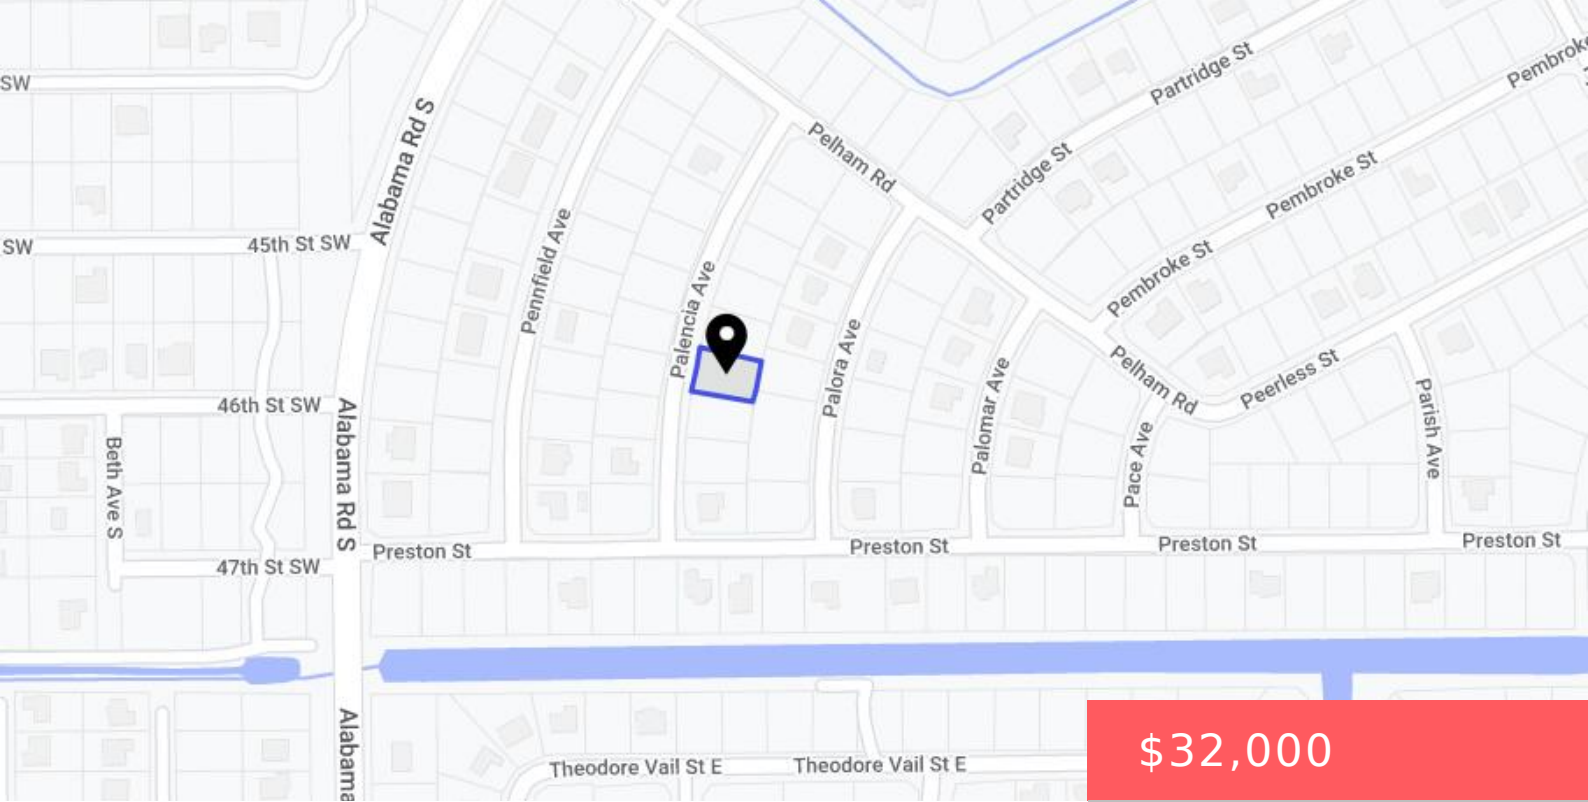 SW
Partridge St
Pembroke
Alabama Rd S
Pelham Rd
Partridge St
Pembroke St
SW
45th St SW
Pennfield Ave
Palencia Ave
Pembroke St
Palora Ave
Pelham Rd
Peerless St
Palomar Ave
Parish Ave
46th St SW
Alabama Rd S
Beth Ave S
Pace Ave
Preston St
Preston St
Preston St
Preston St
47th St SW
Alabama
Theodore Vail St E
Theodore Vail St E
$32,000